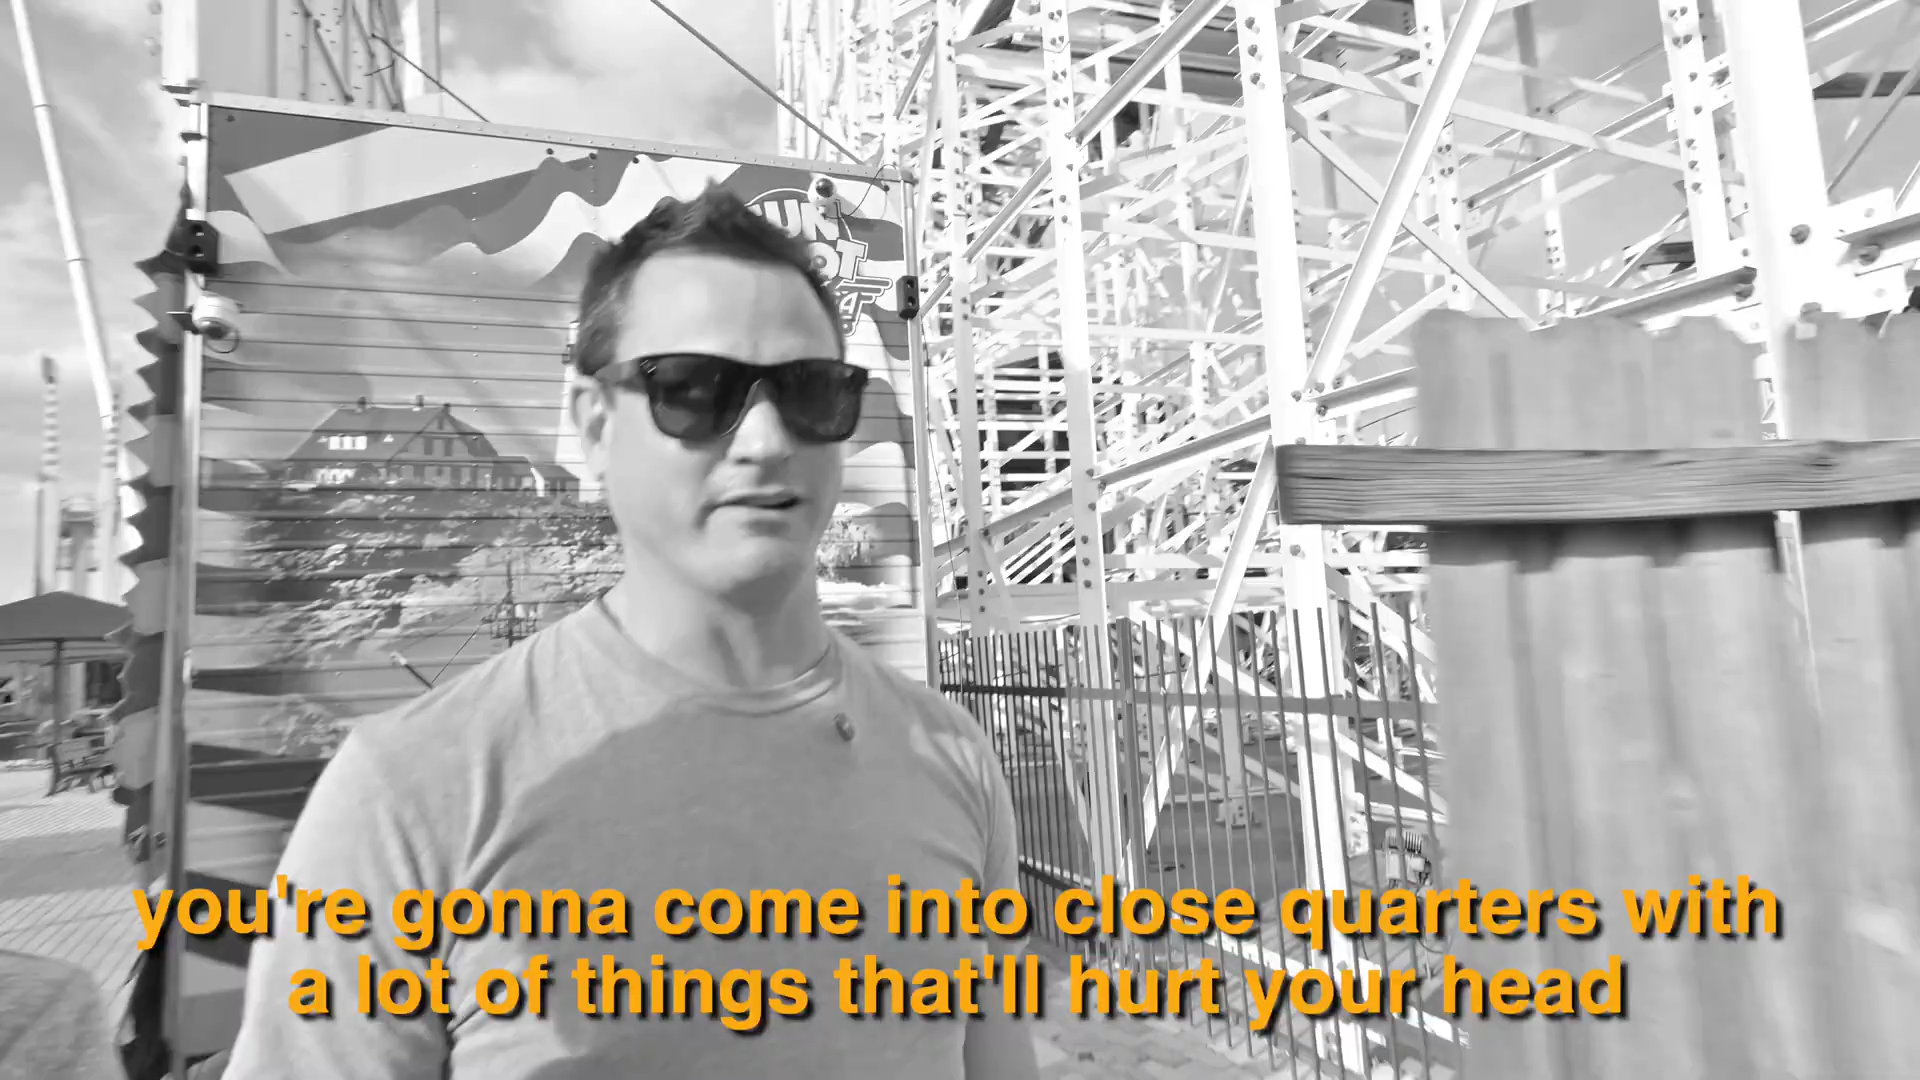 you're gonna come into close quarters with
a lot of things that'll hurt your head